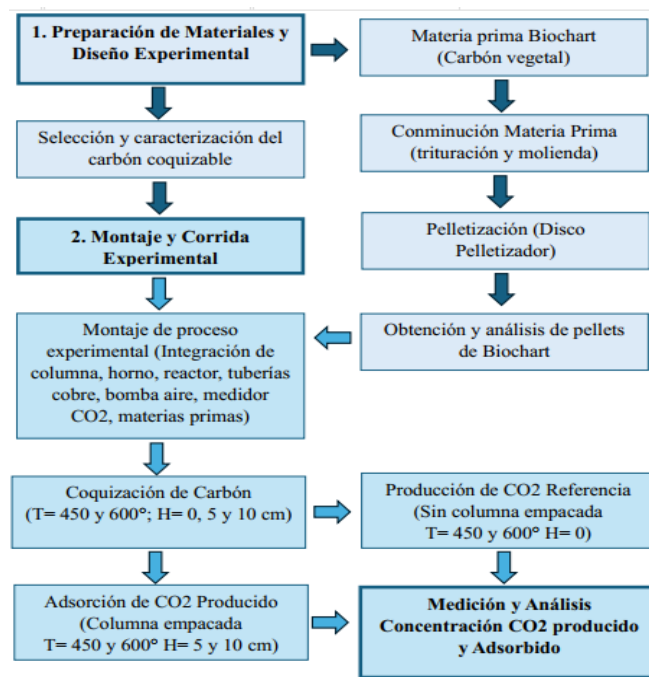 1. Preparación de Materiales y
Diseño Experimental
Materia prima Biochart
(Carbón vegetal)
Selección y caracterización del
carbón coquizable
Conminución Materia Prima
(trituración y molienda)
2. Montaje y Corrida
Experimental
Pelletización (Disco
Pelletizador)
Montaje de proceso
experimental (Integración de
columna, horno, reactor, tuberías
cobre, bomba aire, medidor
CO2, materias primas)
Obtención y análisis de pellets
de Biochart
Coquización de Carbón
(T= 450 y 600°; H= 0, 5 y 10 cm)
Producción de CO2 Referencia
(Sin columna empacada
T= 450 y 600° H= 0)
Adsorción de CO2 Producido
(Columna empacada
T= 450 y 600° H= 5 y 10 cm)
Medición y Análisis
Concentración CO2 producido
y Adsorbido